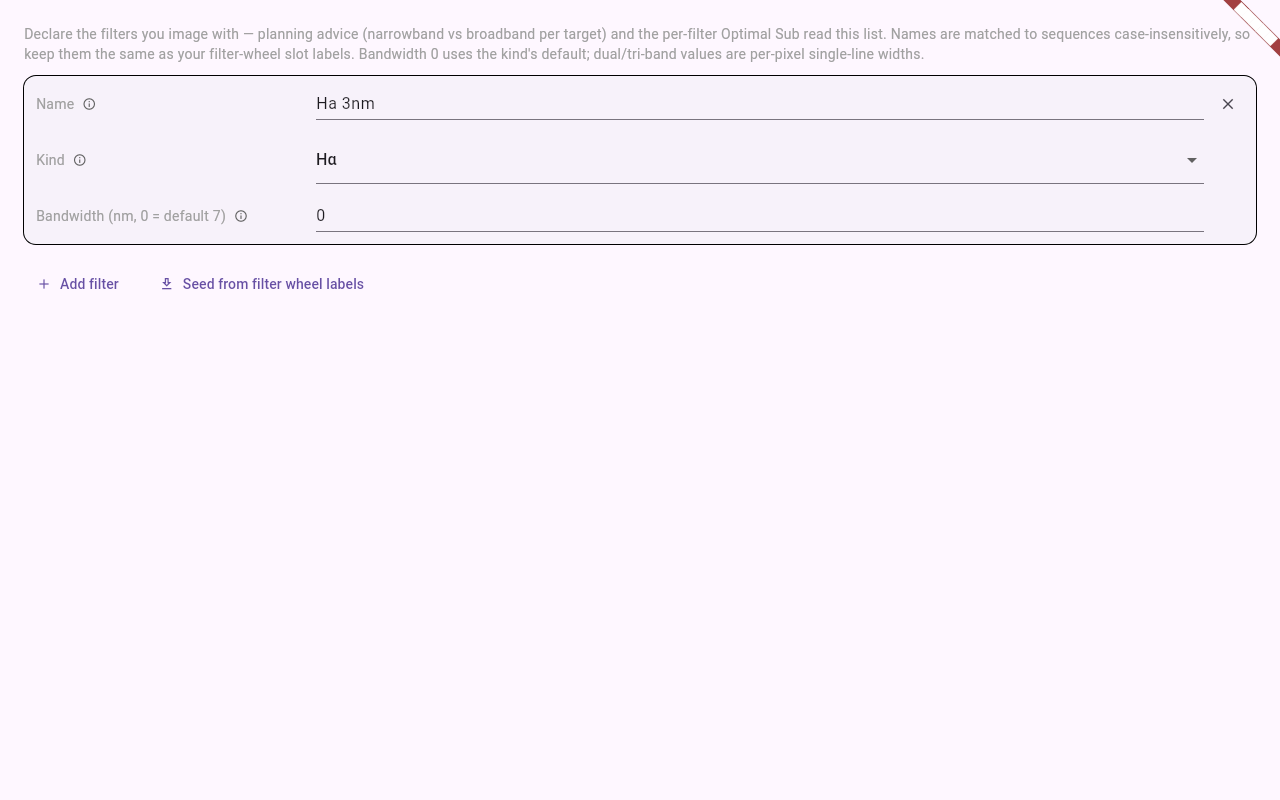 Declare the filters you image with — planning advice (narrowband vs broadband per target) and the per-filter Optimal Sub read this list. Names are matched to sequences case-insensitively, so
keep them the same as your filter-wheel slot labels. Bandwidth 0 uses the kind's default; dual/tri-band values are per-pixel single-line widths.
Name
Ha 3nm
Kind
Hα
Bandwidth (nm, 0 = default 7)
0
Add filter
Seed from filter wheel labels